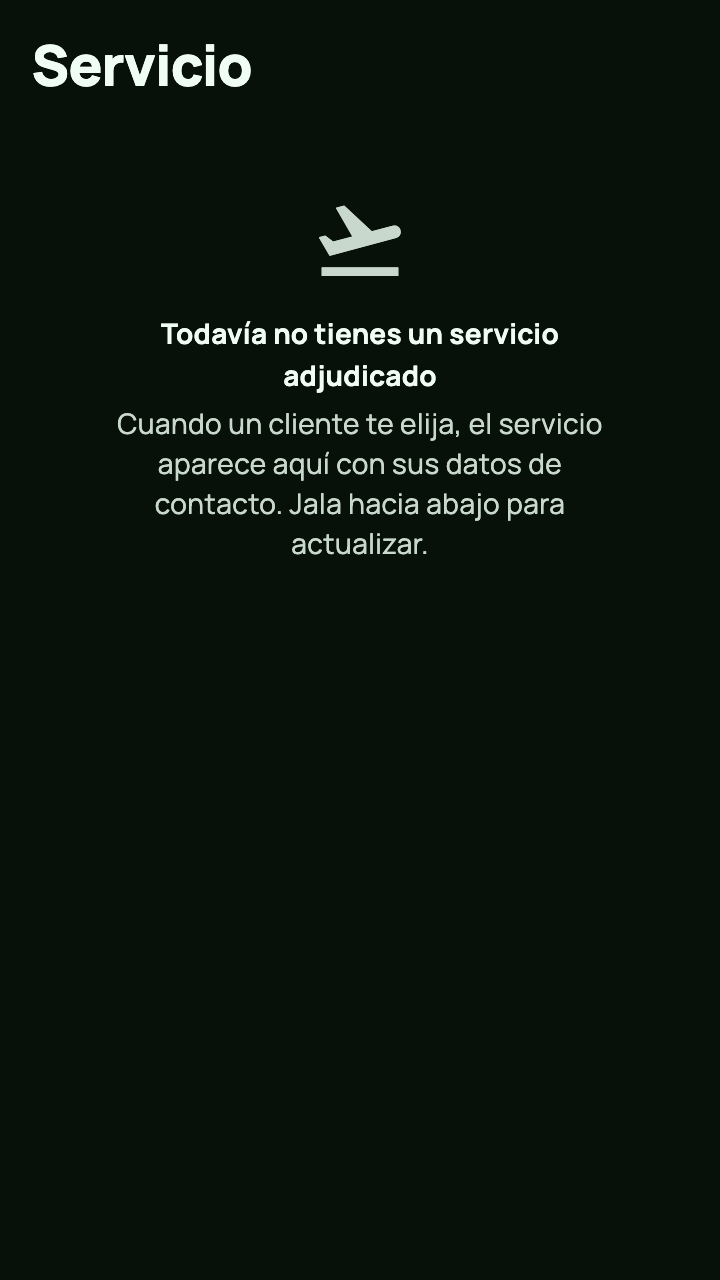 Servicio
Todavía no tienes un servicio
adjudicado
Cuando un cliente te elija, el servicio
aparece aquí con sus datos de
contacto. Jala hacia abajo para
actualizar.